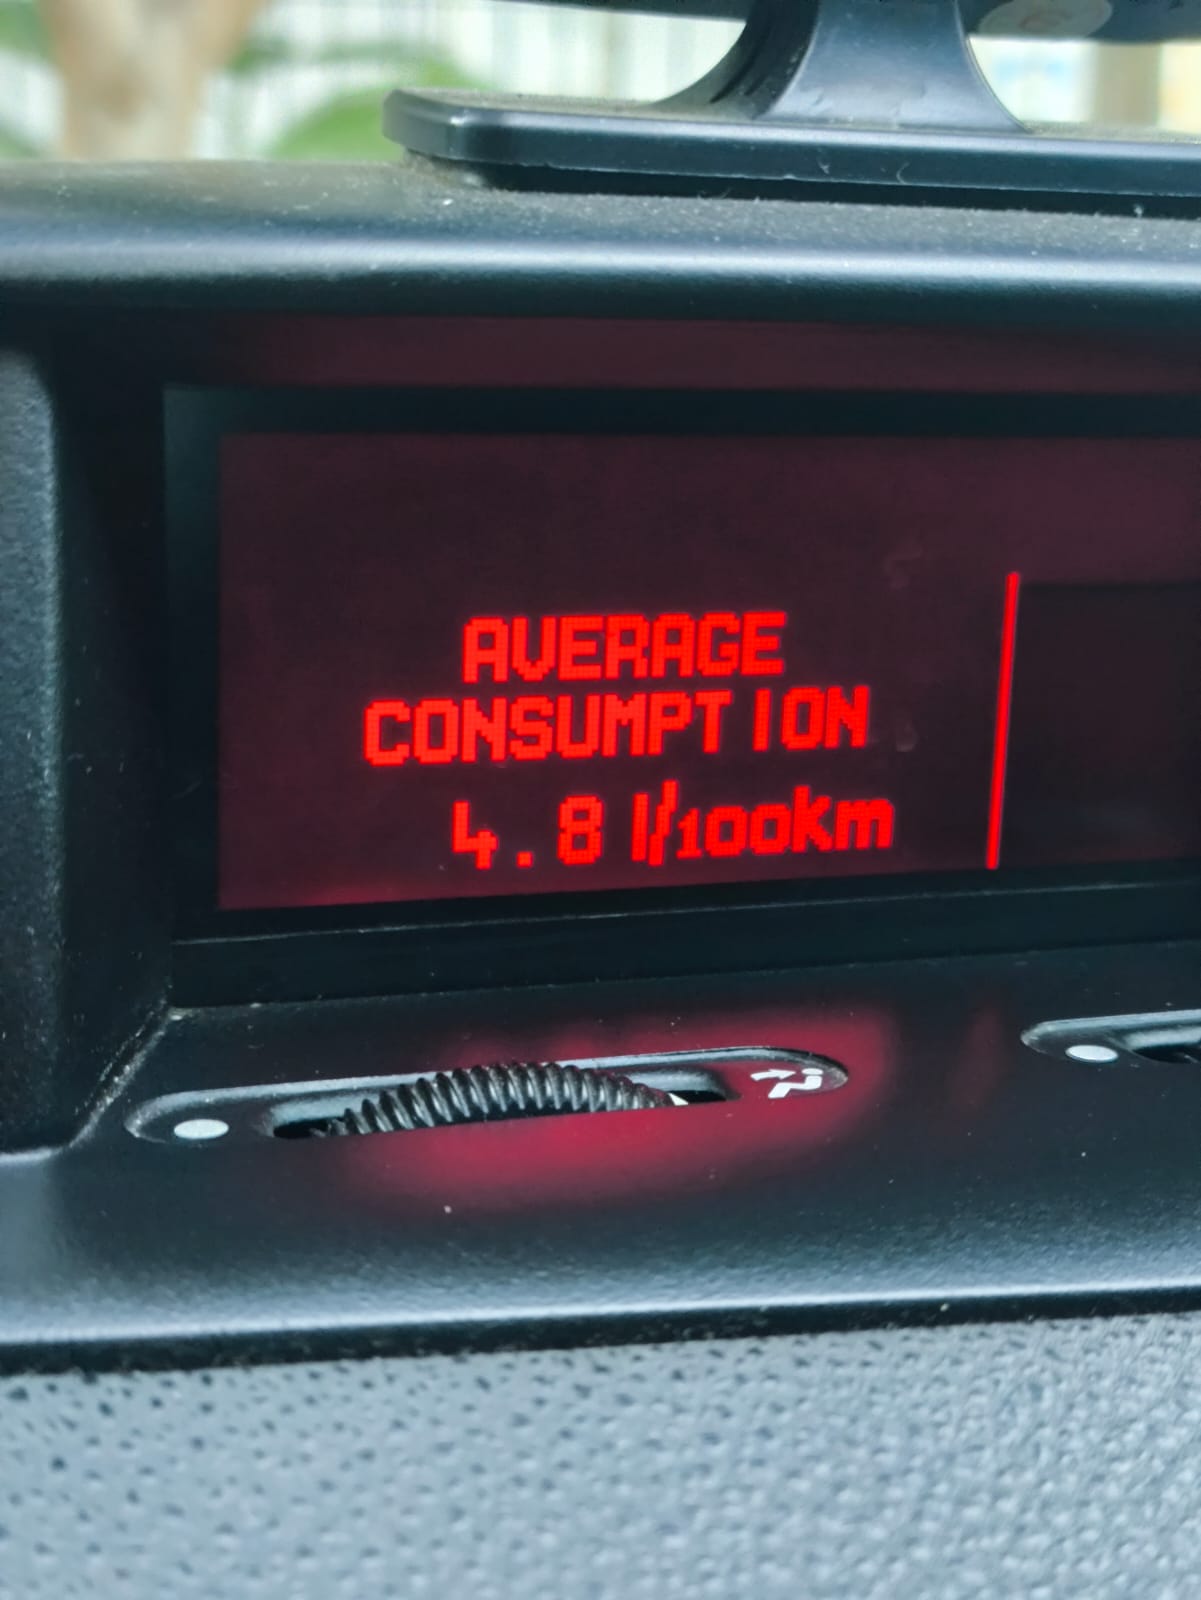 AVERAGE
CONSUMPTION
4.8 l/100km